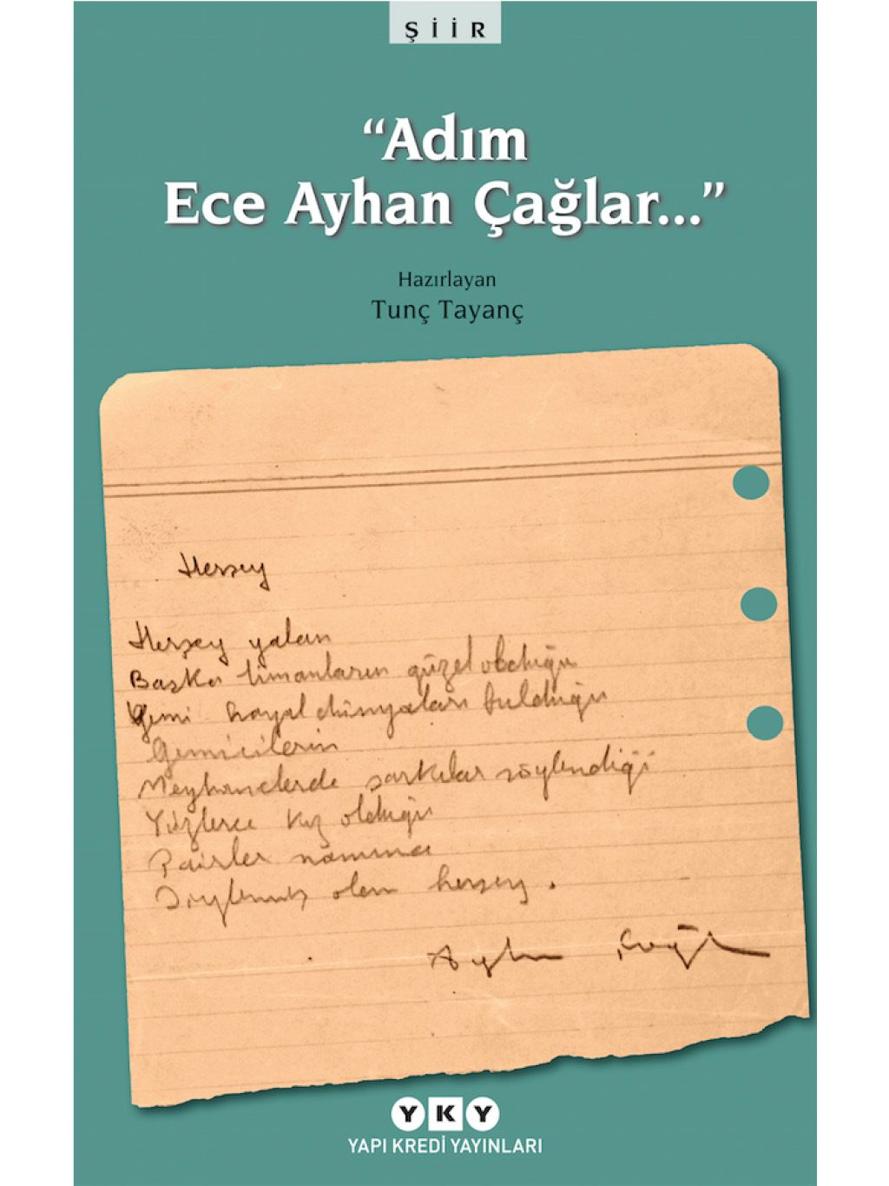 ŞİİR
“Adım
Ece Ayhan Çağlar...”
Hazırlayan
Tunç Tayanç
Herşey
Herşey yalan
Başka limanların güzel olduğu
Gemi hayal dünyaları bulduğu
Gemicilerin
Meyhanelerde şarkılar söylendiği
Yüzlerce kız olduğu
Şairler namına
Söylenmiş olan herşey.
Ayhan Çağlar
YKY
YAPI KREDİ YAYINLARI